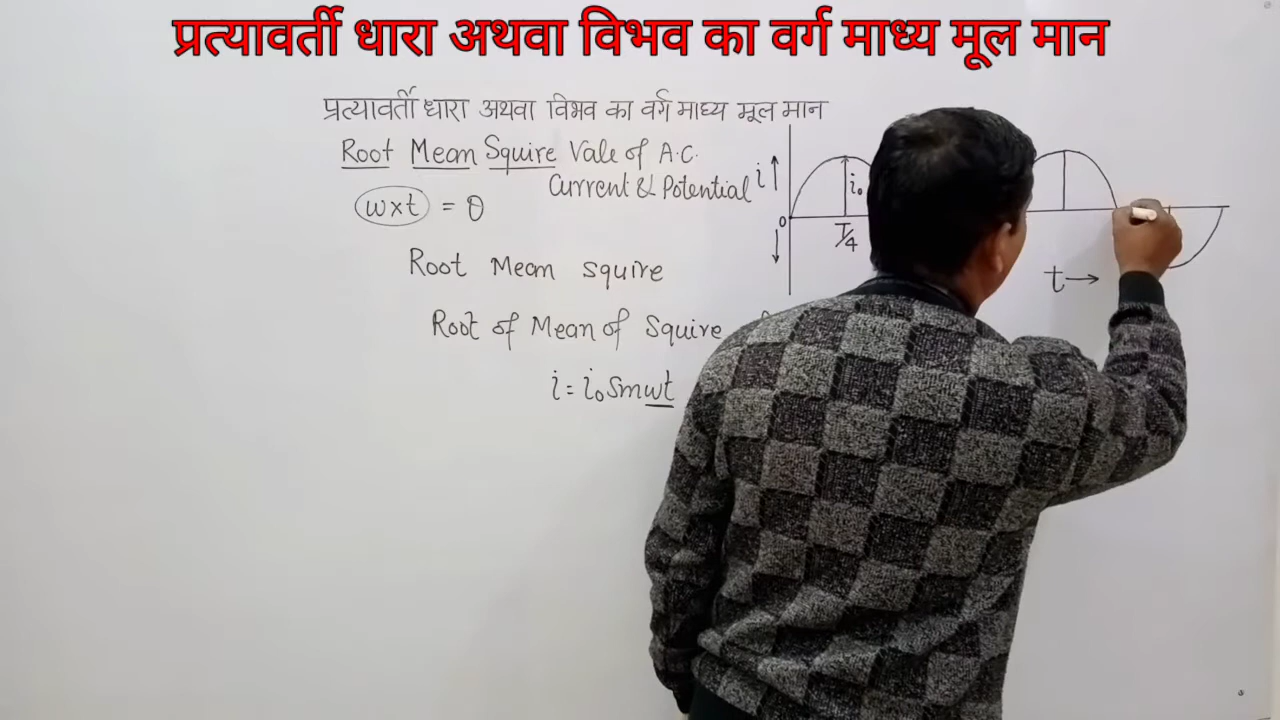 प्रत्यावर्ती धारा अथवा विभव का वर्ग माध्य मूल मान
प्रत्यावर्ती धारा अथवा विभव का वर्ग माध्य मूल मान
Root Mean Squire Vale of A.C.
Current & Potential
ω×t = θ
Root Mean squire
Root of Mean of Squire
i = i₀ Sin ωt
i ↑
i₀
0
↓
T/4
t→